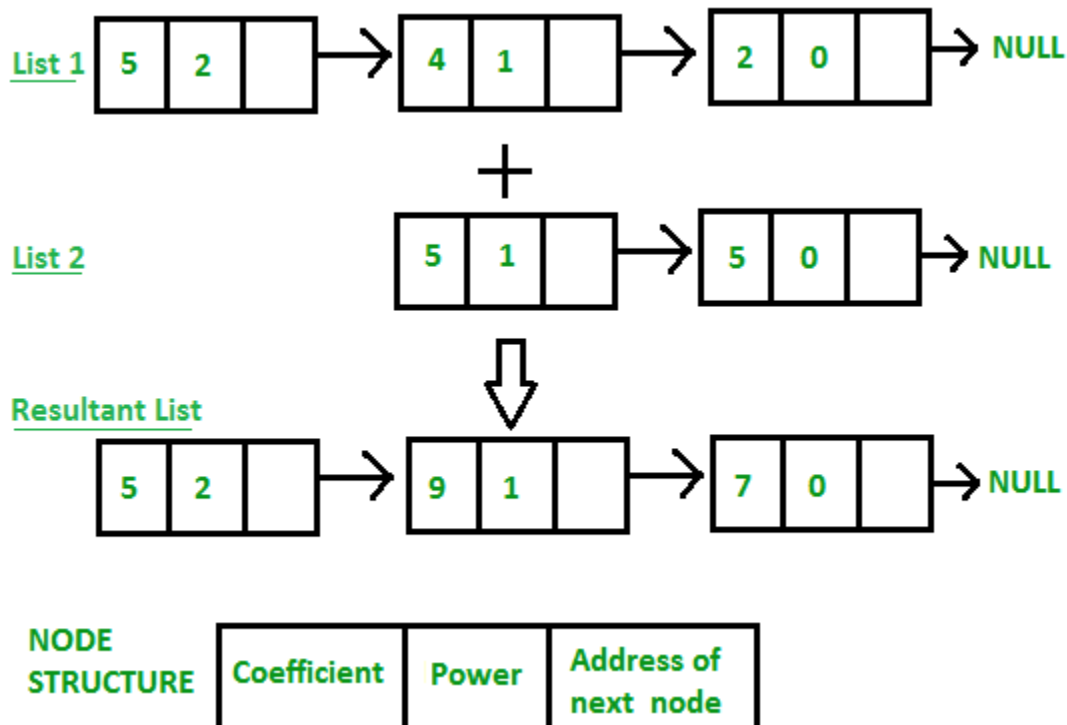 List 1 5 2 4 1 2 0 NULL
+
List 2 5 1 5 0 NULL
Resultant List
5 2 9 1 7 0 NULL
NODE
STRUCTURE
Coefficient
Power
Address of
next node